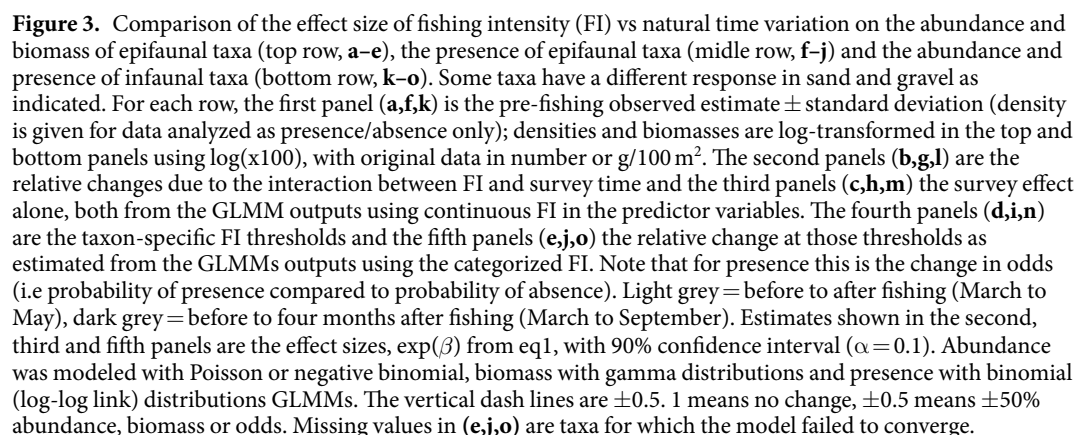 Figure 3. Comparison of the effect size of fishing intensity (FI) vs natural time variation on the abundance and
biomass of epifaunal taxa (top row, a–e), the presence of epifaunal taxa (midle row, f–j) and the abundance and
presence of infaunal taxa (bottom row, k–o). Some taxa have a different response in sand and gravel as
indicated. For each row, the first panel (a,f,k) is the pre-fishing observed estimate ± standard deviation (density
is given for data analyzed as presence/absence only); densities and biomasses are log-transformed in the top and
bottom panels using log(x100), with original data in number or g/100 m². The second panels (b,g,l) are the
relative changes due to the interaction between FI and survey time and the third panels (c,h,m) the survey effect
alone, both from the GLMM outputs using continuous FI in the predictor variables. The fourth panels (d,i,n)
are the taxon-specific FI thresholds and the fifth panels (e,j,o) the relative change at those thresholds as
estimated from the GLMMs outputs using the categorized FI. Note that for presence this is the change in odds
(i.e probability of presence compared to probability of absence). Light grey = before to after fishing (March to
May), dark grey = before to four months after fishing (March to September). Estimates shown in the second,
third and fifth panels are the effect sizes, exp(β) from eq1, with 90% confidence interval (α = 0.1). Abundance
was modeled with Poisson or negative binomial, biomass with gamma distributions and presence with binomial
(log-log link) distributions GLMMs. The vertical dash lines are ±0.5. 1 means no change, ±0.5 means ±50%
abundance, biomass or odds. Missing values in (e,j,o) are taxa for which the model failed to converge.